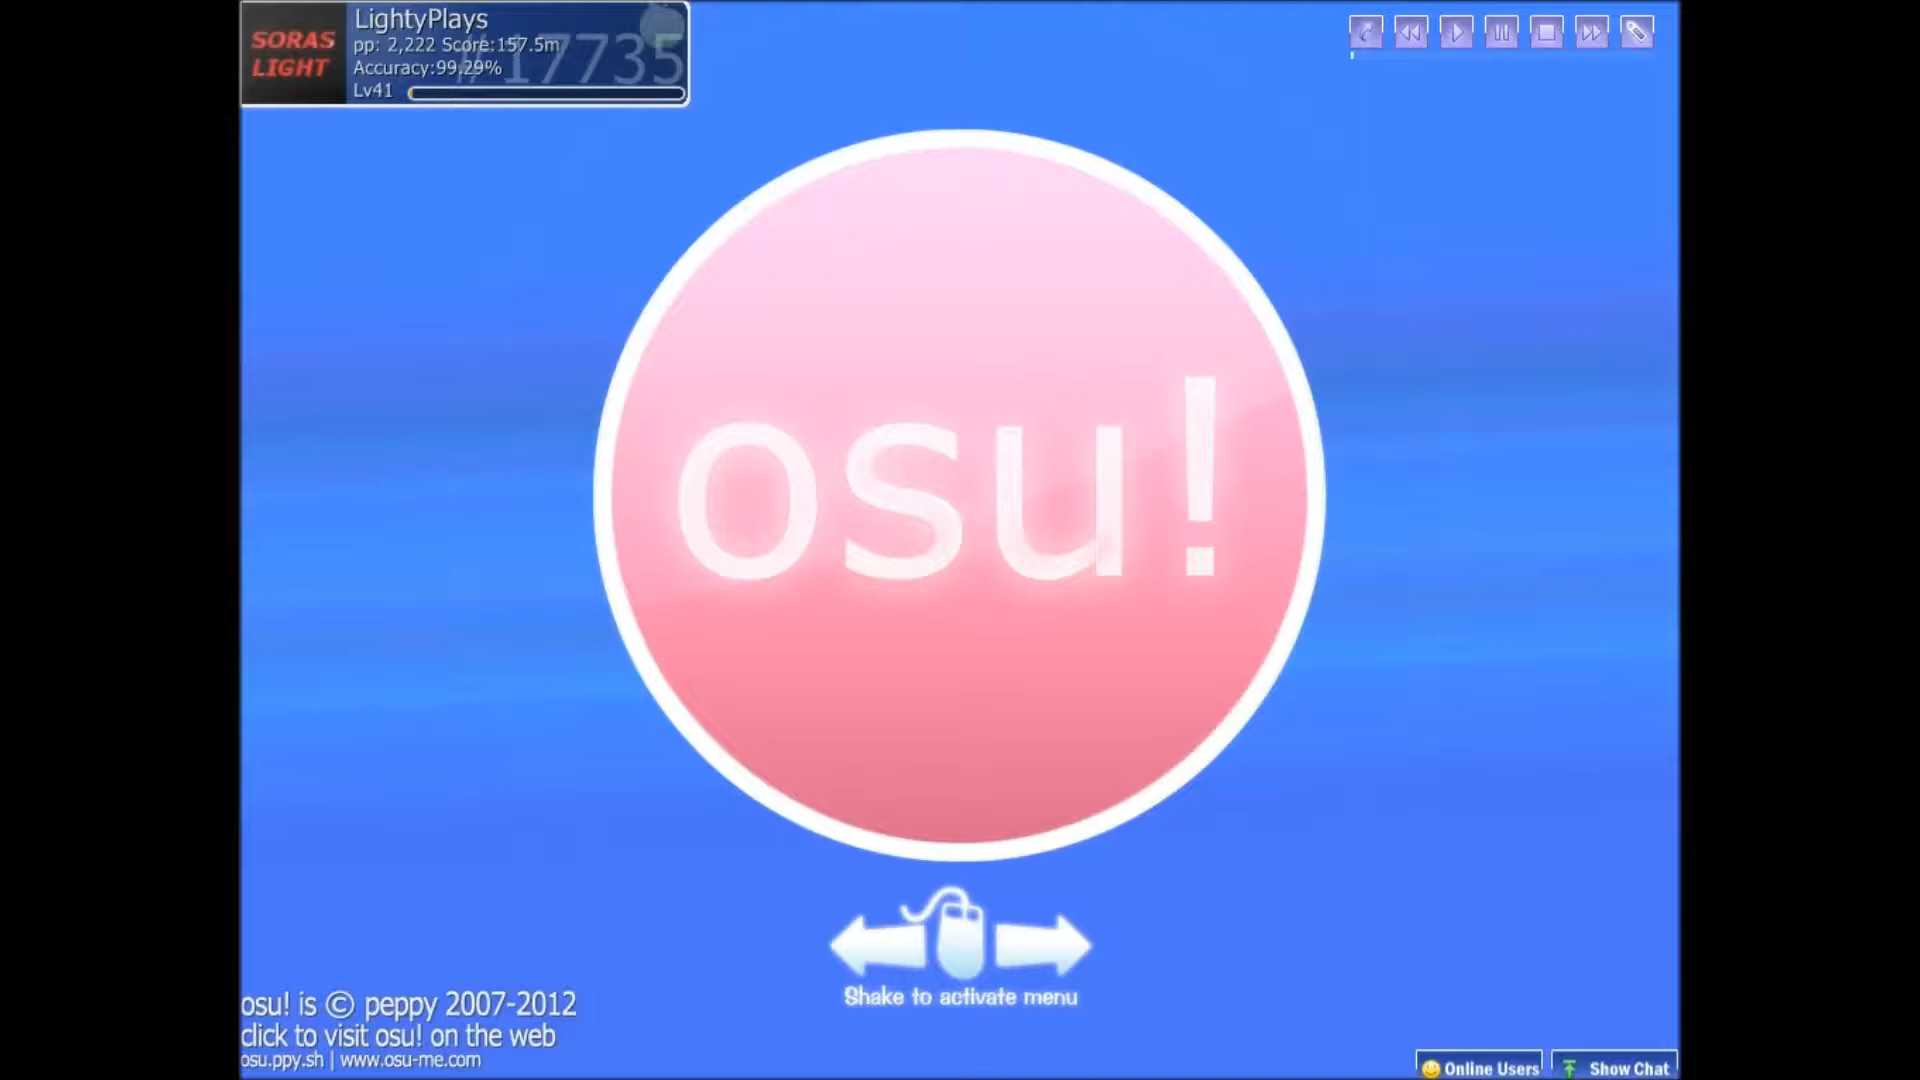 SORAS
LIGHT
LightyPlays
pp: 2,222 Score:157.5m
Accuracy:99.29%
#17735
Lv41
osu!
Shake to activate menu
osu! is © peppy 2007-2012
click to visit osu! on the web
osu.ppy.sh | www.osu-me.com
Online Users
Show Chat